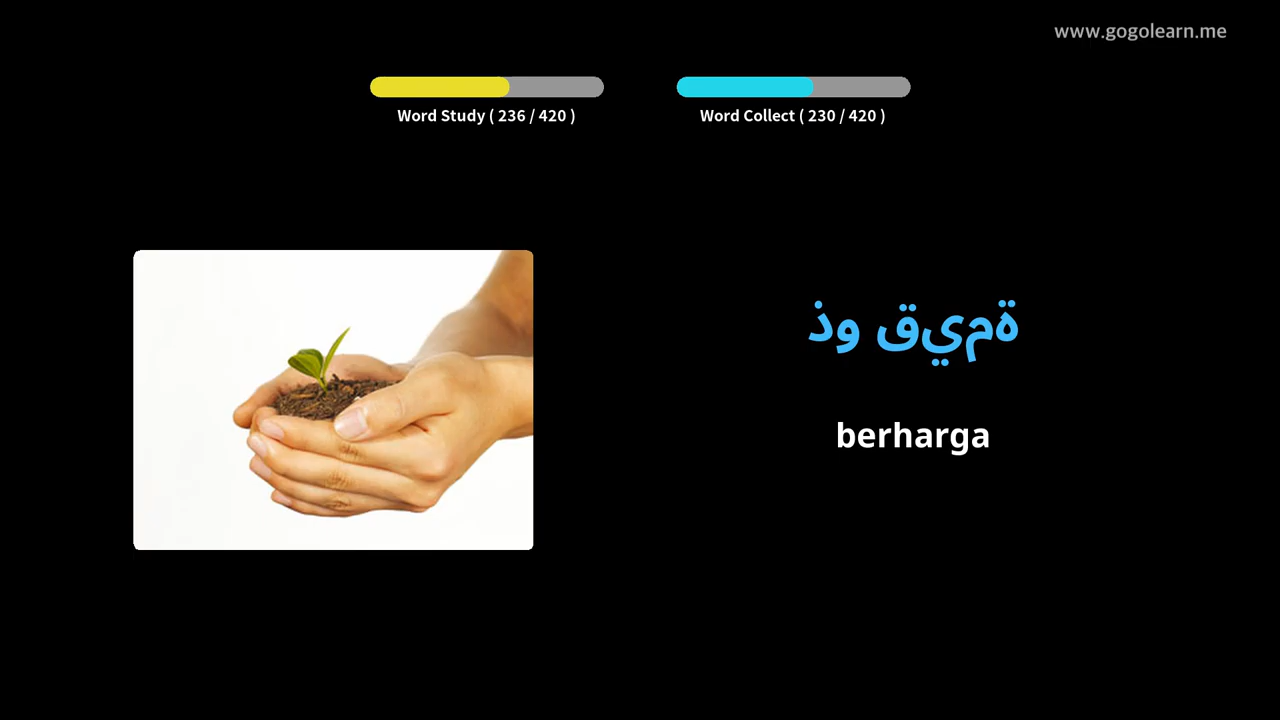 www.gogolearn.me
Word Study ( 236 / 420 )
Word Collect ( 230 / 420 )
ذو قيمة
berharga